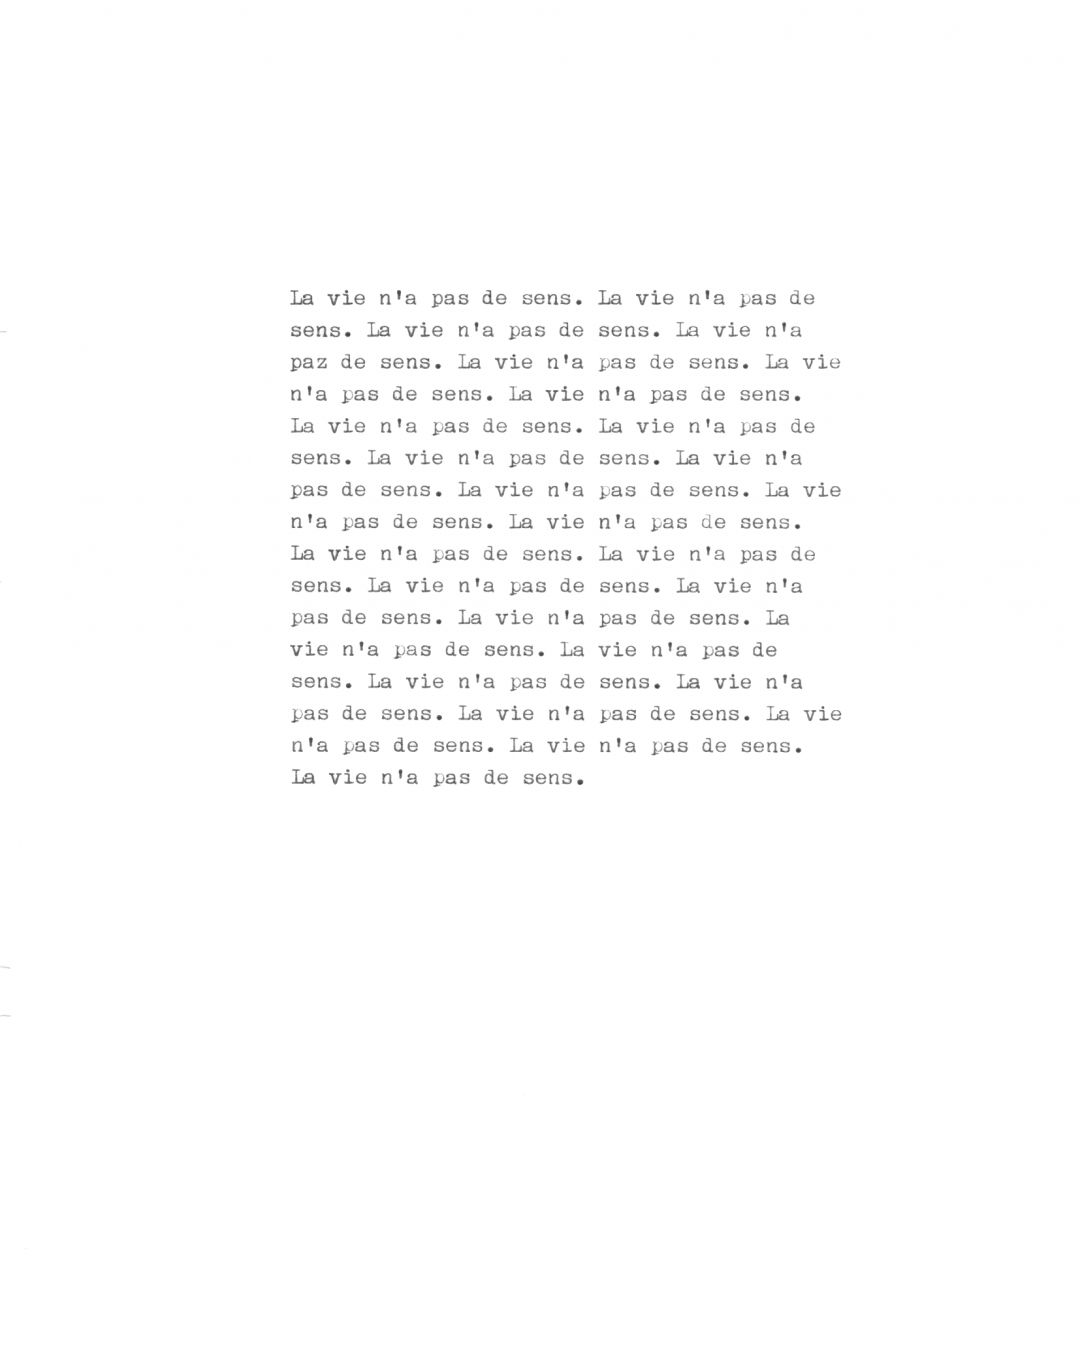 La vie n'a pas de sens. La vie n'a pas de
sens. La vie n'a pas de sens. La vie n'a
paz de sens. La vie n'a pas de sens. La vie
n'a pas de sens. La vie n'a pas de sens.
La vie n'a pas de sens. La vie n'a pas de
sens. La vie n'a pas de sens. La vie n'a
pas de sens. La vie n'a pas de sens. La vie
n'a pas de sens. La vie n'a pas de sens.
La vie n'a pas de sens. La vie n'a pas de
sens. La vie n'a pas de sens. La vie n'a
pas de sens. La vie n'a pas de sens. La
vie n'a pas de sens. La vie n'a pas de
sens. La vie n'a pas de sens. La vie n'a
pas de sens. La vie n'a pas de sens. La vie
n'a pas de sens. La vie n'a pas de sens.
La vie n'a pas de sens.